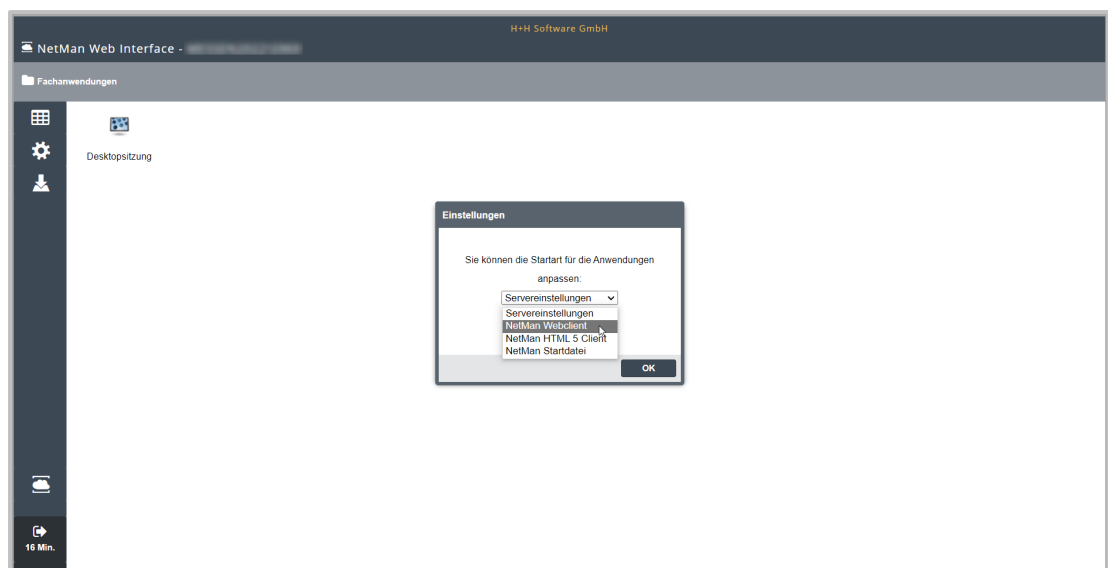 H+H Software GmbH
NetMan Web Interface -
Fachanwendungen
Desktopsitzung
Einstellungen
Sie können die Startart für die Anwendungen
anpassen:
Servereinstellungen
Servereinstellungen
NetMan Webclient
NetMan HTML 5 Client
NetMan Startdatei
OK
16 Min.